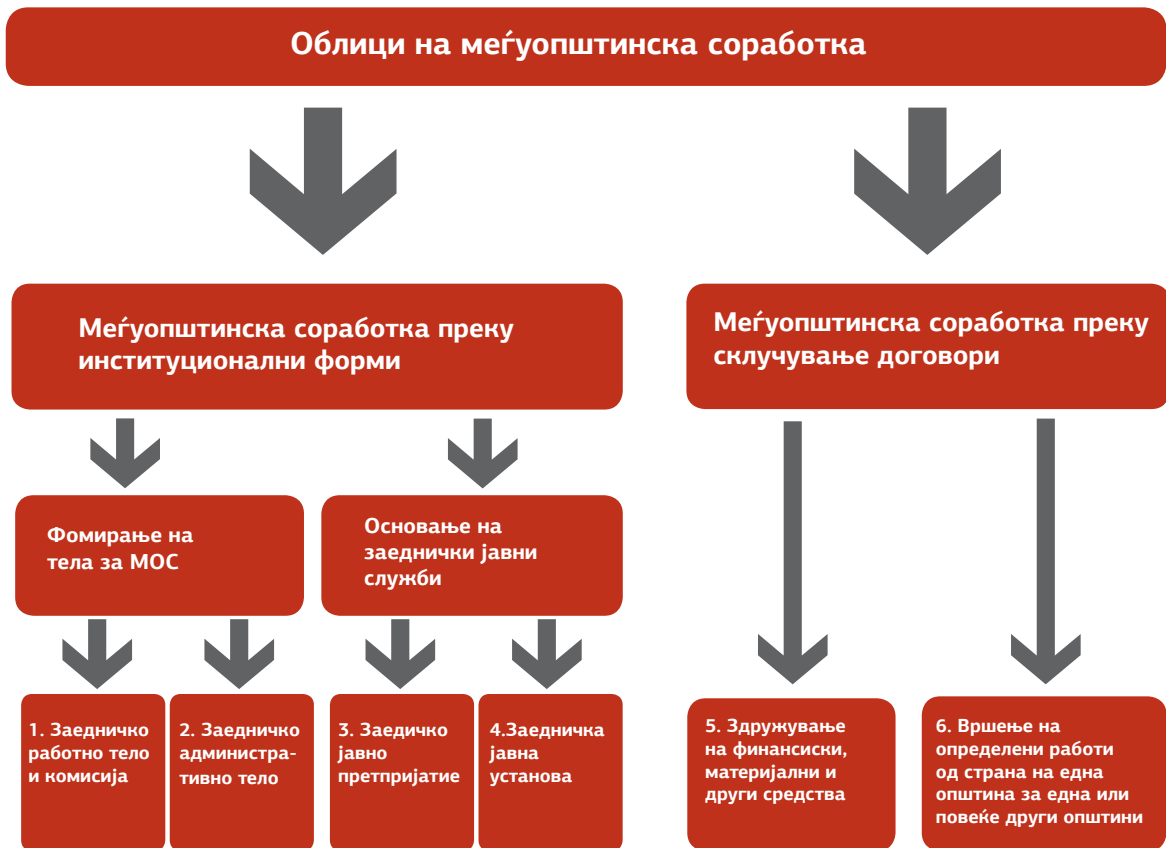 Облици на меѓуопштинска соработка
Меѓуопштинска соработка преку
институционални форми
Меѓуопштинска соработка преку
склучување договори
Фомирање на
тела за МОС
Основање на
заеднички јавни
служби
1. Заедничко
работно тело
и комисија
2. Заедничко
администра-
тивно тело
3. Заедичко
јавно
претпријатие
4.Заедничка
јавна
установа
5. Здружување
на финансиски,
материјални и
други средства
6. Вршење на
определени работи
од страна на една
општина за една или
повеќе други општини